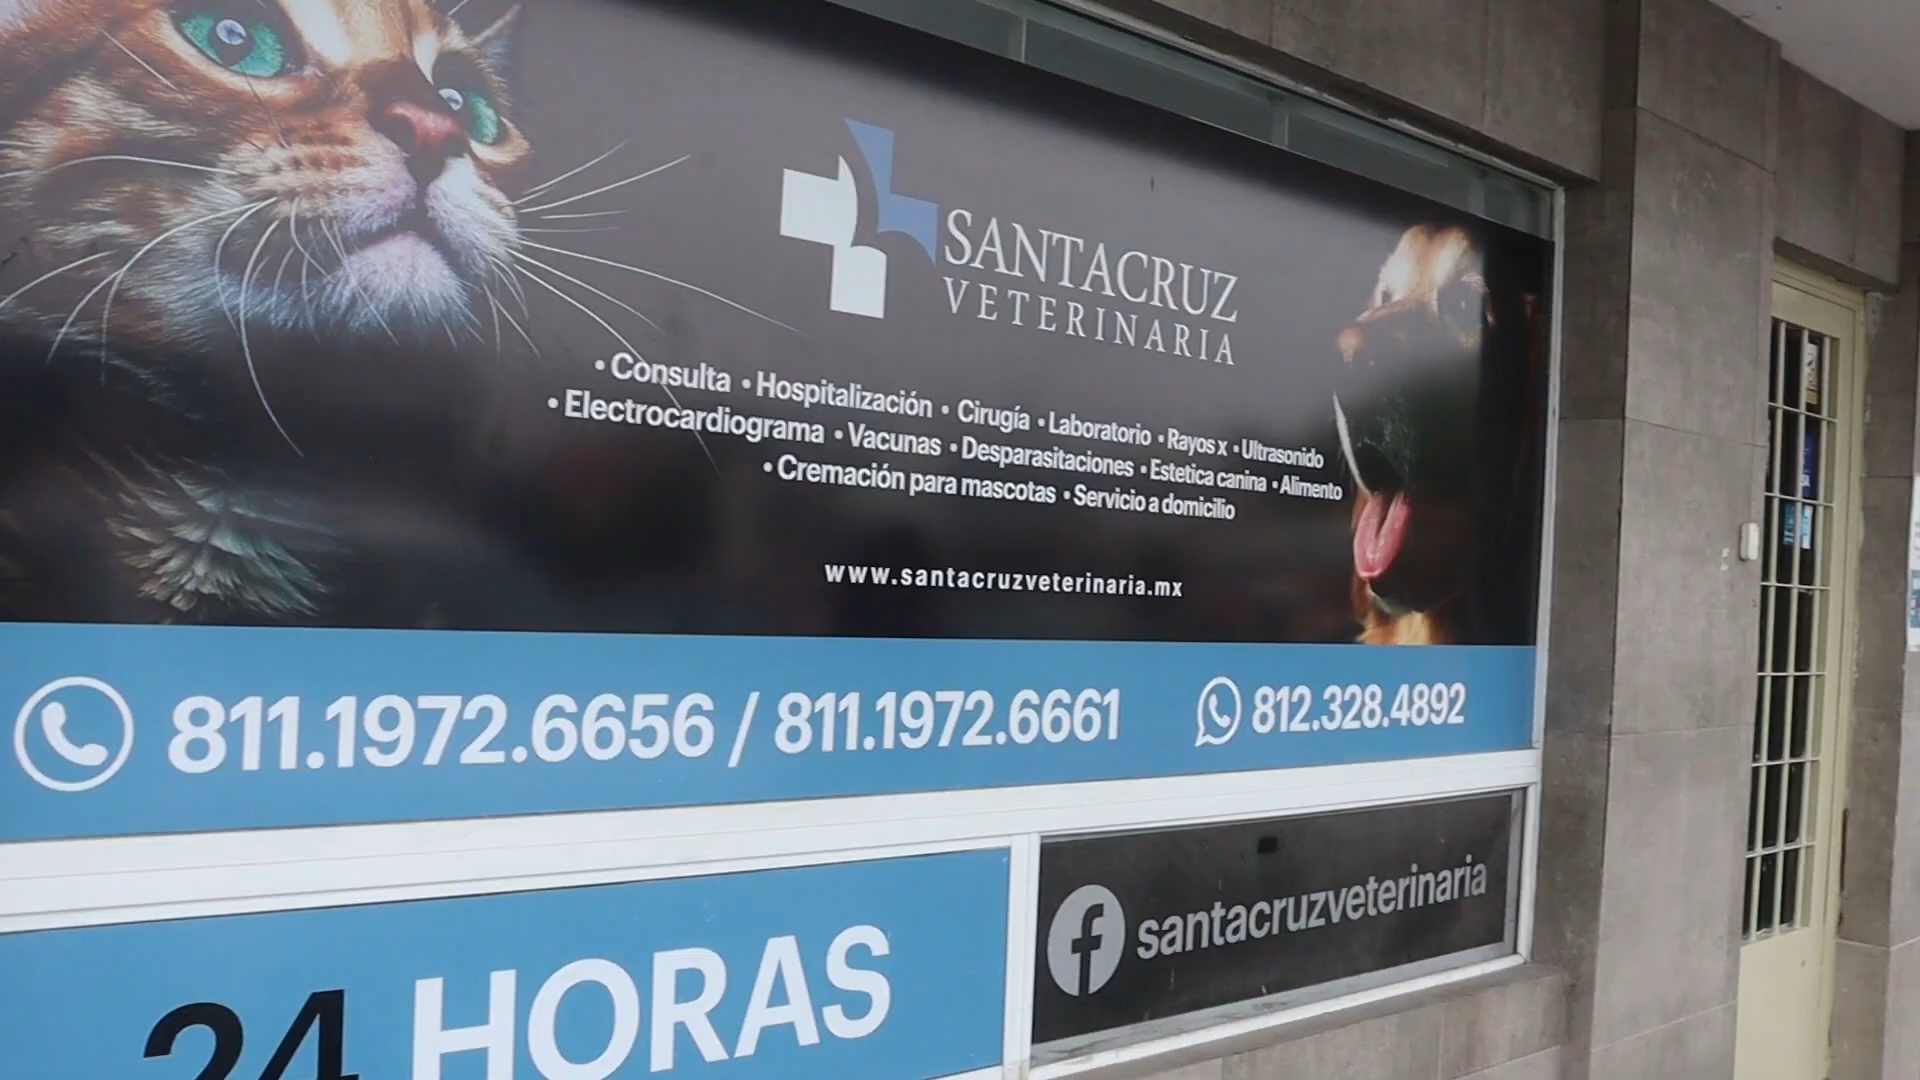 SANTACRUZ
VETERINARIA
• Consulta • Hospitalización • Cirugía • Laboratorio • Rayos x • Ultrasonido
• Electrocardiograma • Vacunas • Desparasitaciones • Estetica canina • Alimento
• Cremación para mascotas • Servicio a domicilio
www.santacruzveterinaria.mx
811.1972.6656 / 811.1972.6661 812.328.4892
24 HORAS
santacruzveterinaria